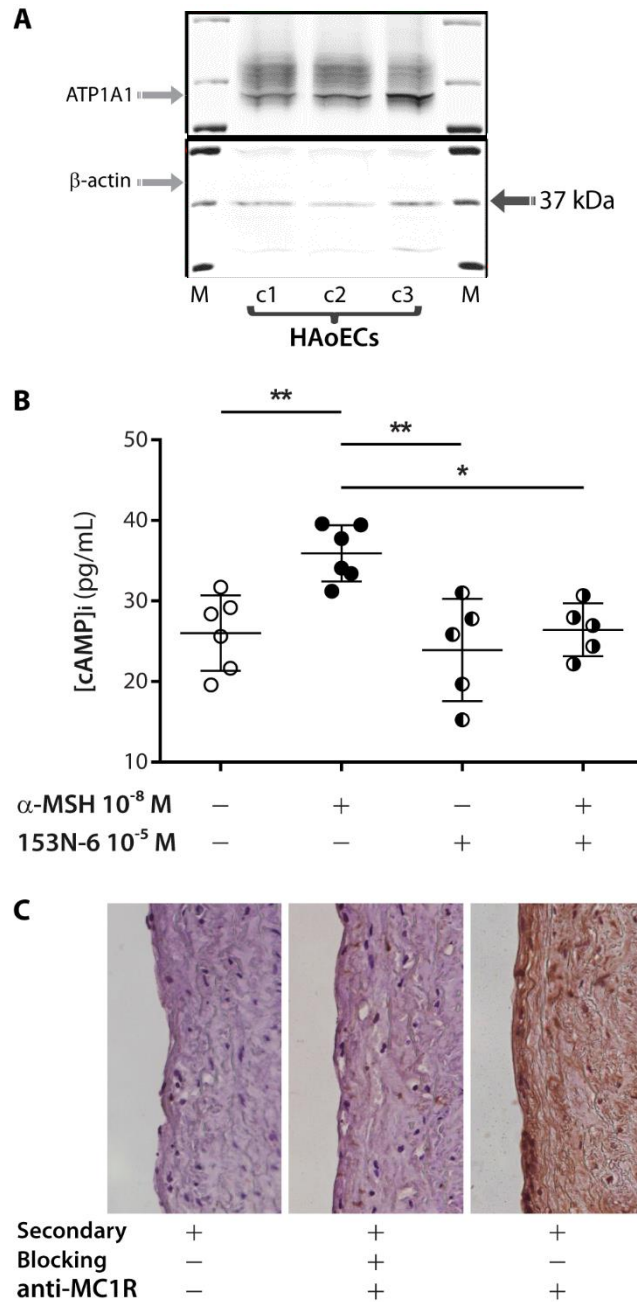 A
ATP1A1
β-actin
37 kDa
M c1 c2 c3 M
HAoECs
B
** ** *
50
40
30
20
10
[cAMP]i (pg/mL)
α-MSH 10⁻⁸ M − + − +
153N-6 10⁻⁵ M − − + +
C
Secondary + + +
Blocking − + −
anti-MC1R − + +